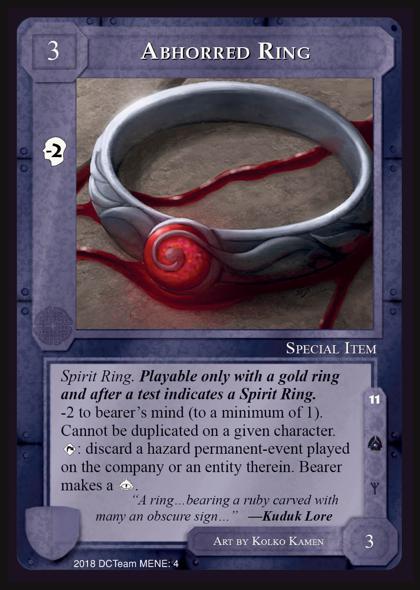 3
ABHORRED RING
-2
SPECIAL ITEM
Spirit Ring. Playable only with a gold ring
and after a test indicates a Spirit Ring.
-2 to bearer's mind (to a minimum of 1).
Cannot be duplicated on a given character.
: discard a hazard permanent-event played
on the company or an entity therein. Bearer
makes a .
"A ring…bearing a ruby carved with
many an obscure sign…" —Kuduk Lore
11
ART BY KOLKO KAMEN
3
2018 DCTeam MENE: 4